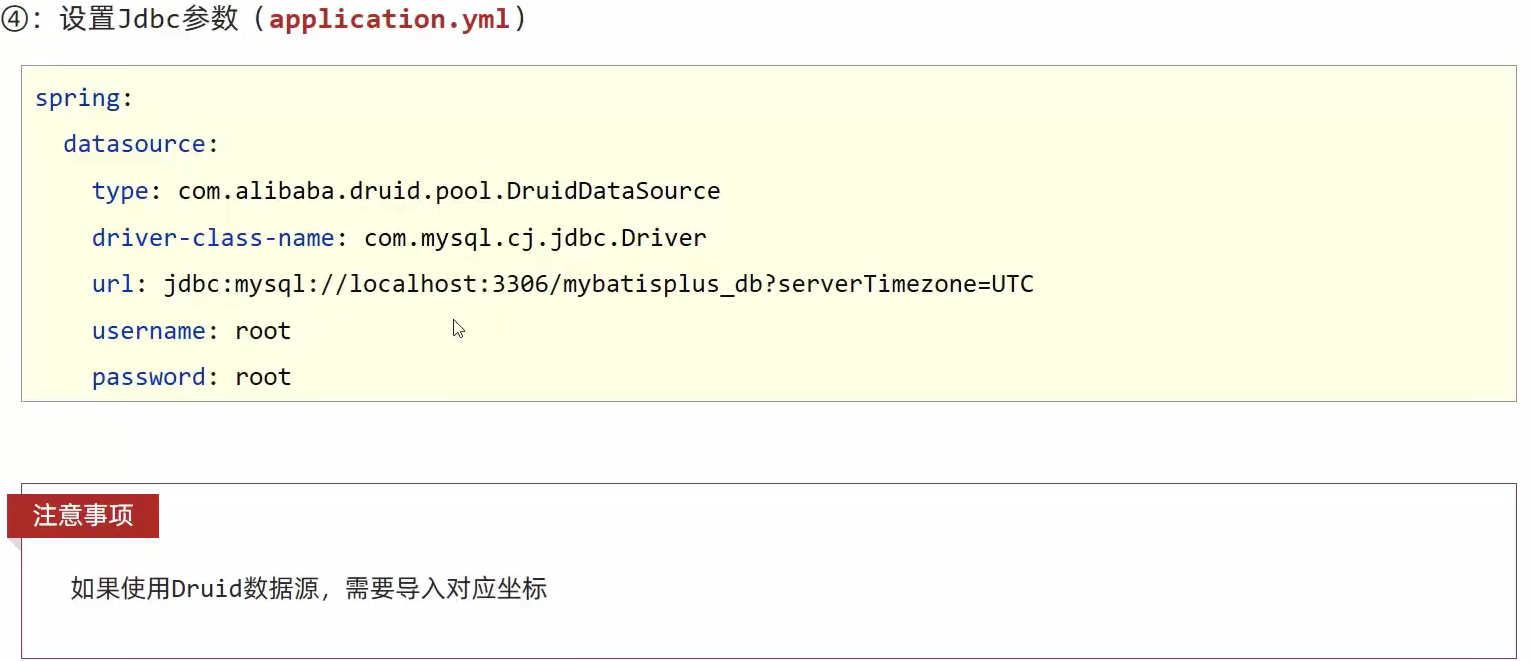 ④：设置Jdbc参数（application.yml）
spring:
  datasource:
    type: com.alibaba.druid.pool.DruidDataSource
    driver-class-name: com.mysql.cj.jdbc.Driver
    url: jdbc:mysql://localhost:3306/mybatisplus_db?serverTimezone=UTC
    username: root
    password: root
注意事项
如果使用Druid数据源，需要导入对应坐标